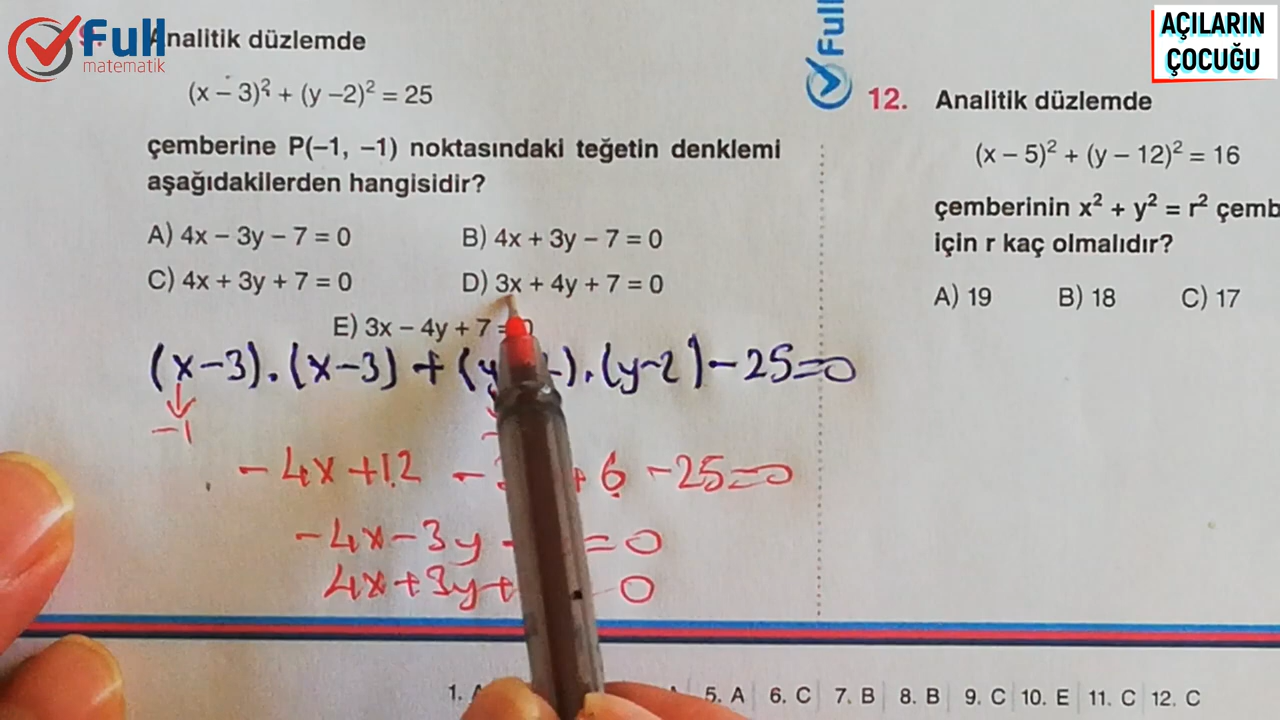 Full
matematik
9. Analitik düzlemde
(x – 3)² + (y –2)² = 25
çemberine P(–1, –1) noktasındaki teğetin denklemi
aşağıdakilerden hangisidir?
A) 4x – 3y – 7 = 0 B) 4x + 3y – 7 = 0
C) 4x + 3y + 7 = 0 D) 3x + 4y + 7 = 0
E) 3x – 4y + 7 = 0
(x-3).(x-3)+(y ).(y-2)-25=0
-1
-4x+12 - +6 -25=0
-4x-3y - =0
4x+3y+ 0
Full
AÇILARIN
ÇOCUĞU
12. Analitik düzlemde
(x – 5)² + (y – 12)² = 16
çemberinin x² + y² = r² çemb
için r kaç olmalıdır?
A) 19 B) 18 C) 17
1. 5. A 6. C 7. B 8. B 9. C 10. E 11. C 12. C